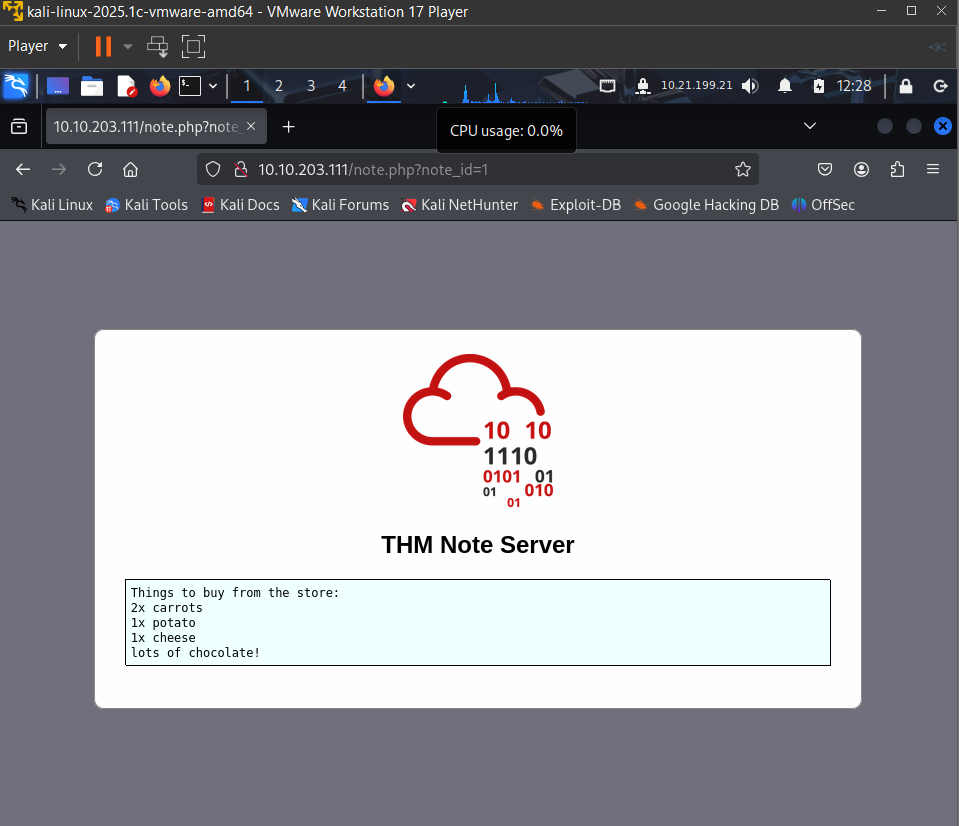 kali-linux-2025.1c-vmware-amd64 - VMware Workstation 17 Player
Player
1 2 3 4 10.21.199.21 12:28
10.10.203.111/note.php?note_
CPU usage: 0.0%
10.10.203.111/note.php?note_id=1
Kali Linux Kali Tools Kali Docs Kali Forums Kali NetHunter Exploit-DB Google Hacking DB OffSec
10 10
1110
0101 01
01 010
01
THM Note Server
Things to buy from the store:
2x carrots
1x potato
1x cheese
lots of chocolate!